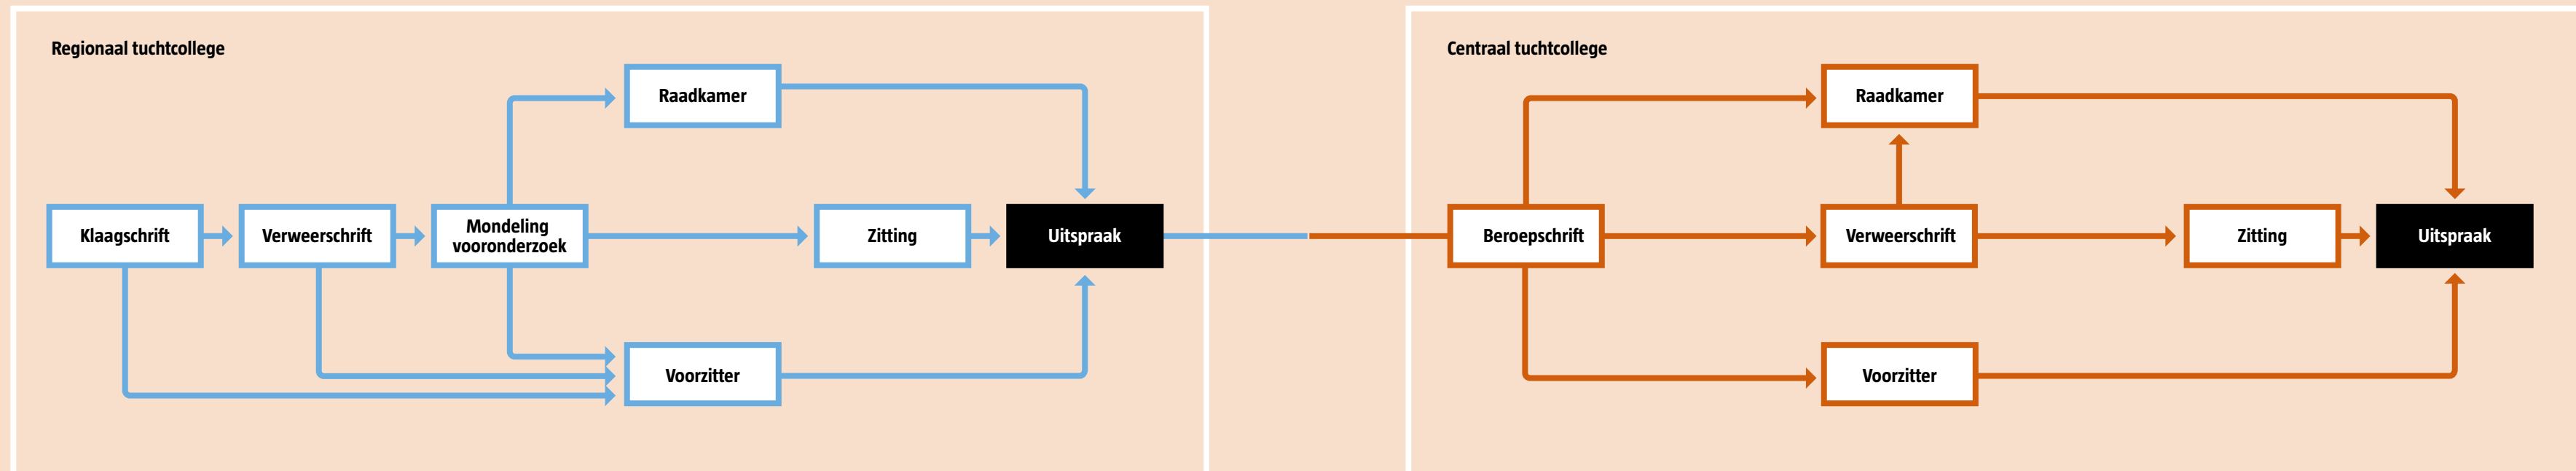 Regionaal tuchtcollege
Raadkamer
Klaagschrift
Verweerschrift
Mondeling
vooronderzoek
Zitting
Uitspraak
Voorzitter
Centraal tuchtcollege
Raadkamer
Beroepschrift
Verweerschrift
Zitting
Uitspraak
Voorzitter